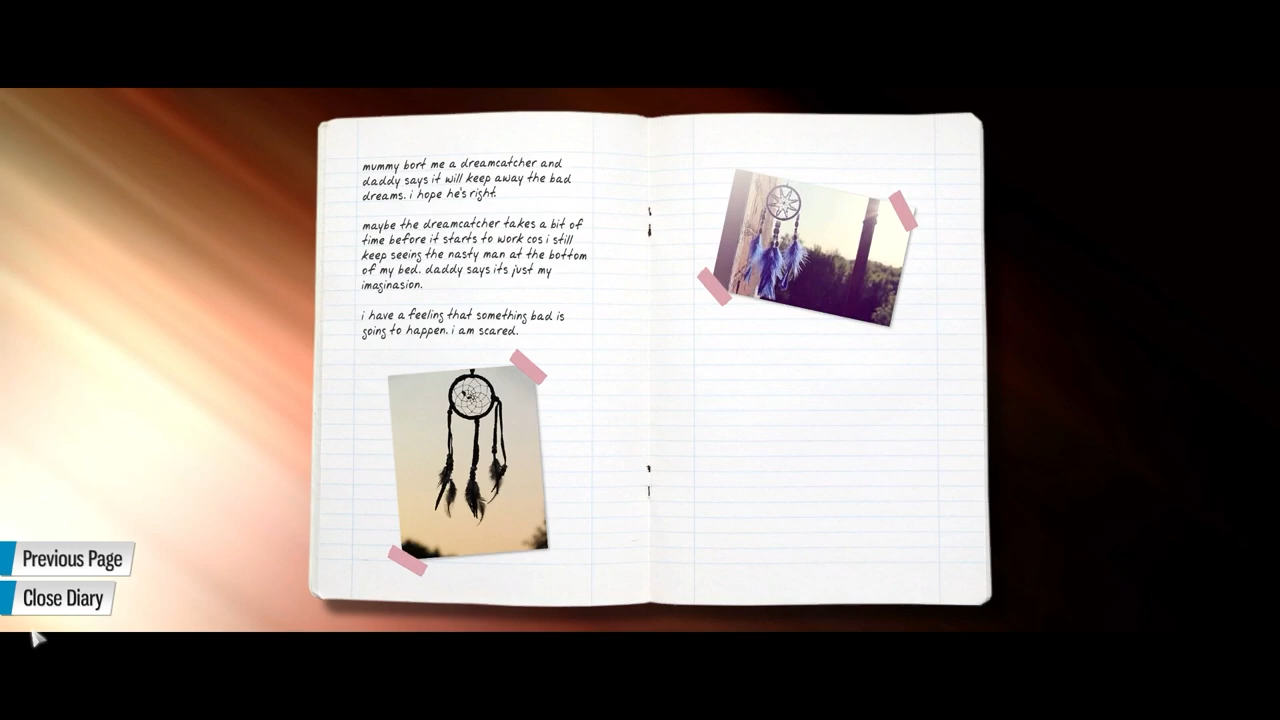 mummy bort me a dreamcatcher and
daddy says it will keep away the bad
dreams. i hope he's right.
maybe the dreamcatcher takes a bit of
time before it starts to work cos i still
keep seeing the nasty man at the bottom
of my bed. daddy says its just my
imaginasion.
i have a feeling that something bad is
going to happen. i am scared.
Previous Page
Close Diary